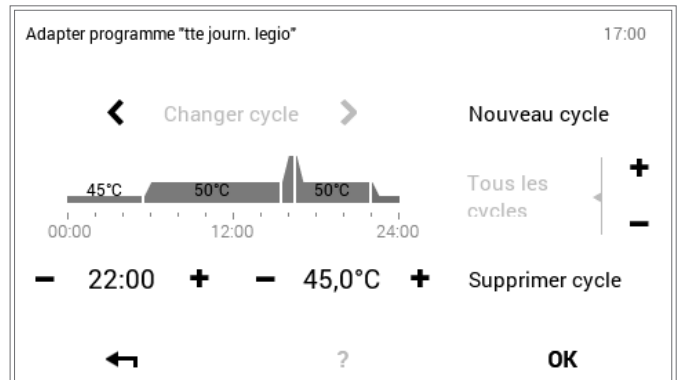 Adapter programme "tte journ. legio"
17:00
Changer cycle
Nouveau cycle
45°C
50°C
50°C
Tous les
cycles
00:00
12:00
24:00
22:00
45,0°C
Supprimer cycle
?
OK